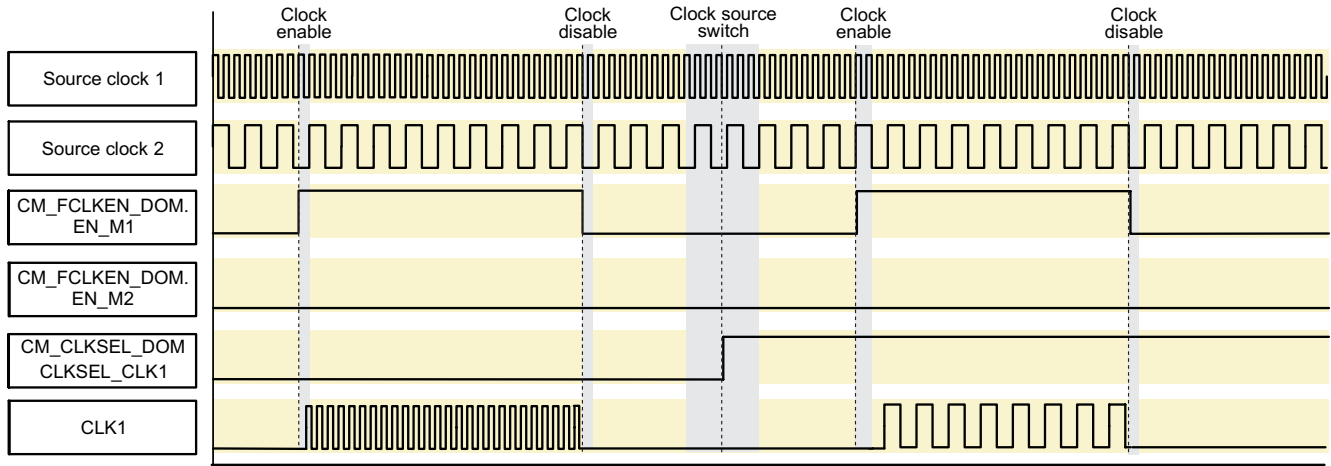 Clock
enable
Clock
disable
Clock source
switch
Clock
enable
Clock
disable
Source clock 1
Source clock 2
CM_FCLKEN_DOM.
EN_M1
CM_FCLKEN_DOM.
EN_M2
CM_CLKSEL_DOM
CLKSEL_CLK1
CLK1